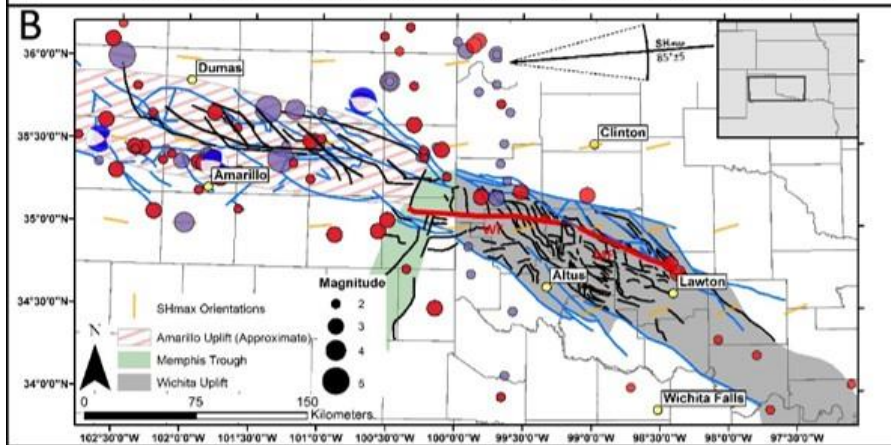 B
SHmax
85°±5
36°0'0"N
Dumas
35°30'0"N
Clinton
Amarillo
35°0'0"N
Altus
Magnitude
Lawton
2
34°30'0"N
SHmax Orientations
3
N
Amarillo Uplift (Approximate)
4
Memphis Trough
5
34°0'0"N
Wichita Uplift
Wichita Falls
0 75 150
Kilometers
102°30'0"W 102°0'0"W 101°30'0"W 101°0'0"W 100°30'0"W 100°0'0"W 99°30'0"W 99°0'0"W 98°30'0"W 98°0'0"W 97°30'0"W